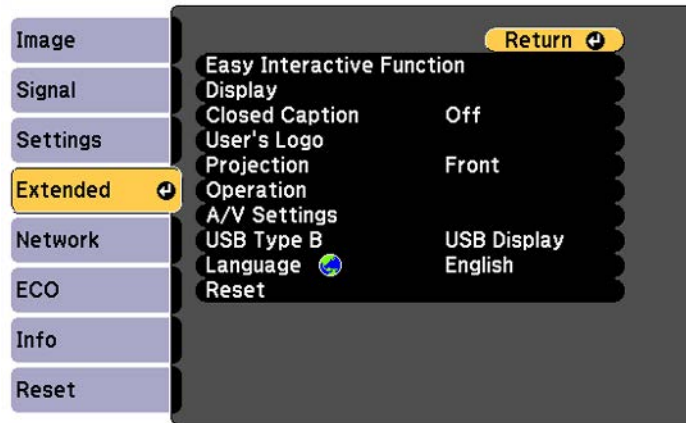 Image
Signal
Settings
Extended
Network
ECO
Info
Reset
Return
Easy Interactive Function
Display
Closed Caption Off
User's Logo
Projection Front
Operation
A/V Settings
USB Type B USB Display
Language English
Reset